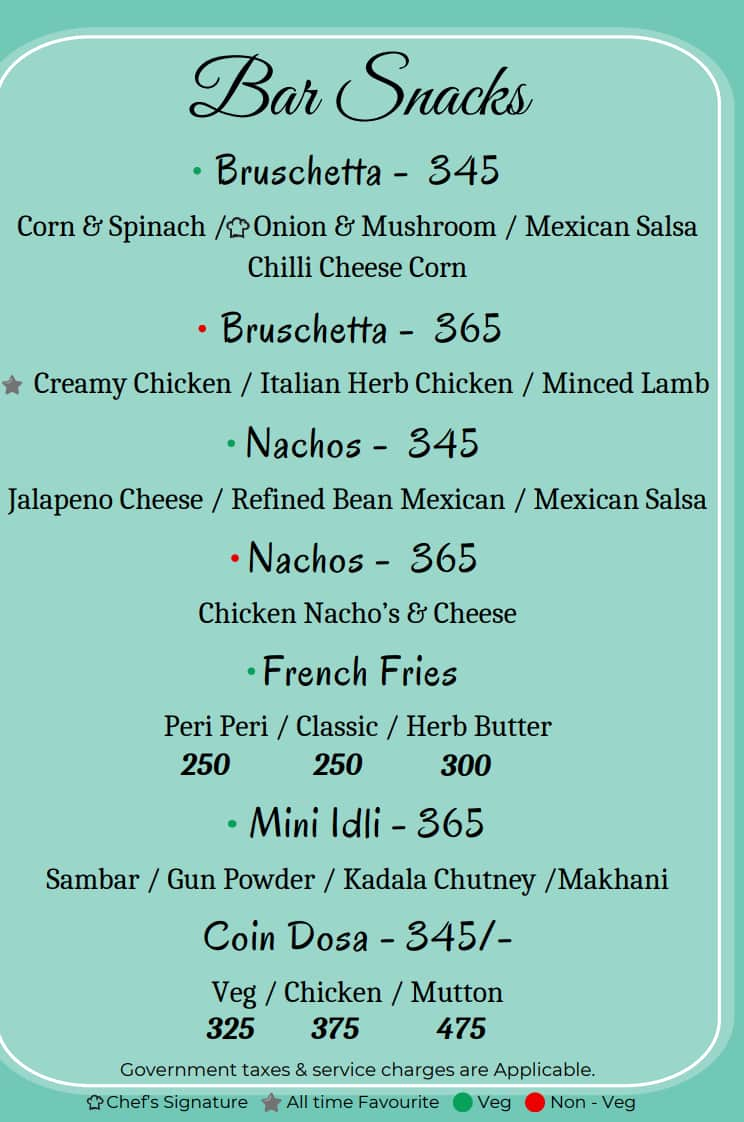 Bar Snacks
Bruschetta - 345
Corn & Spinach / Onion & Mushroom / Mexican Salsa
Chilli Cheese Corn
Bruschetta - 365
Creamy Chicken / Italian Herb Chicken / Minced Lamb
Nachos - 345
Jalapeno Cheese / Refined Bean Mexican / Mexican Salsa
Nachos - 365
Chicken Nacho’s & Cheese
French Fries
Peri Peri / Classic / Herb Butter
250 250 300
Mini Idli - 365
Sambar / Gun Powder / Kadala Chutney /Makhani
Coin Dosa - 345/-
Veg / Chicken / Mutton
325 375 475
Government taxes & service charges are Applicable.
Chef's Signature All time Favourite Veg Non - Veg